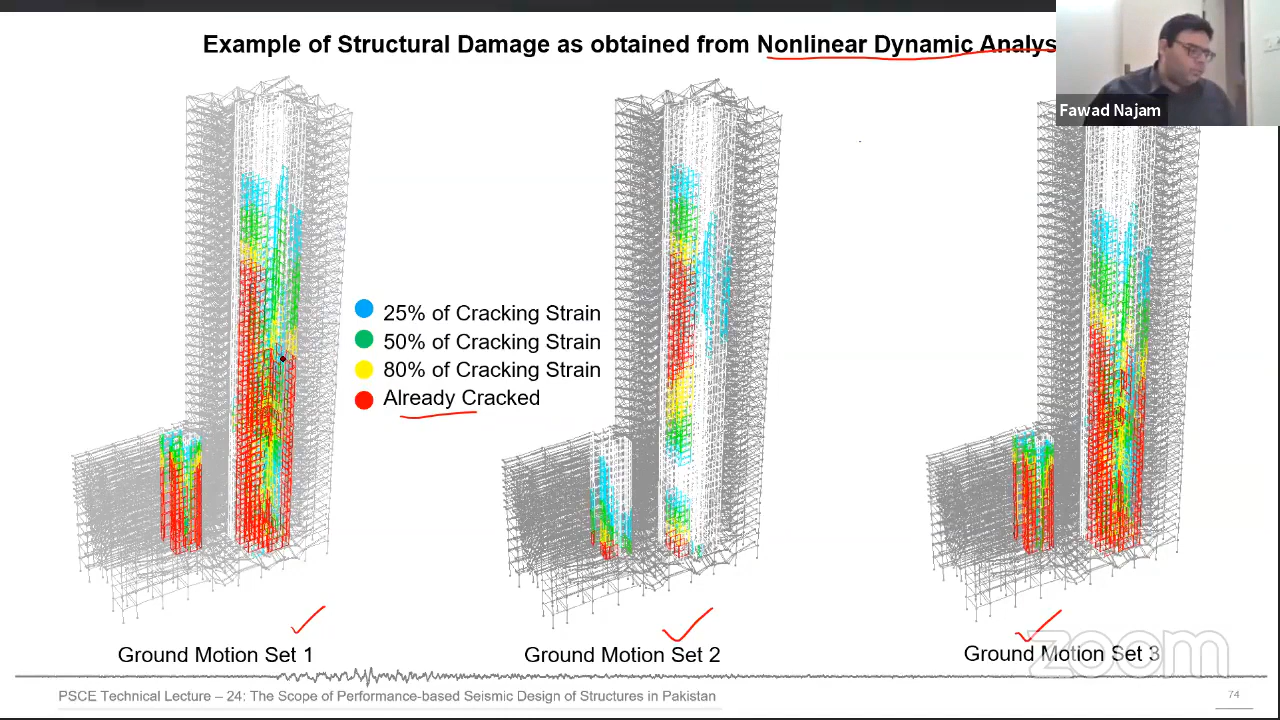 Example of Structural Damage as obtained from Nonlinear Dynamic Analys
Fawad Najam
25% of Cracking Strain
50% of Cracking Strain
80% of Cracking Strain
Already Cracked
Ground Motion Set 1
Ground Motion Set 2
Ground Motion Set 3
zoom
PSCE Technical Lecture – 24: The Scope of Performance-based Seismic Design of Structures in Pakistan
74